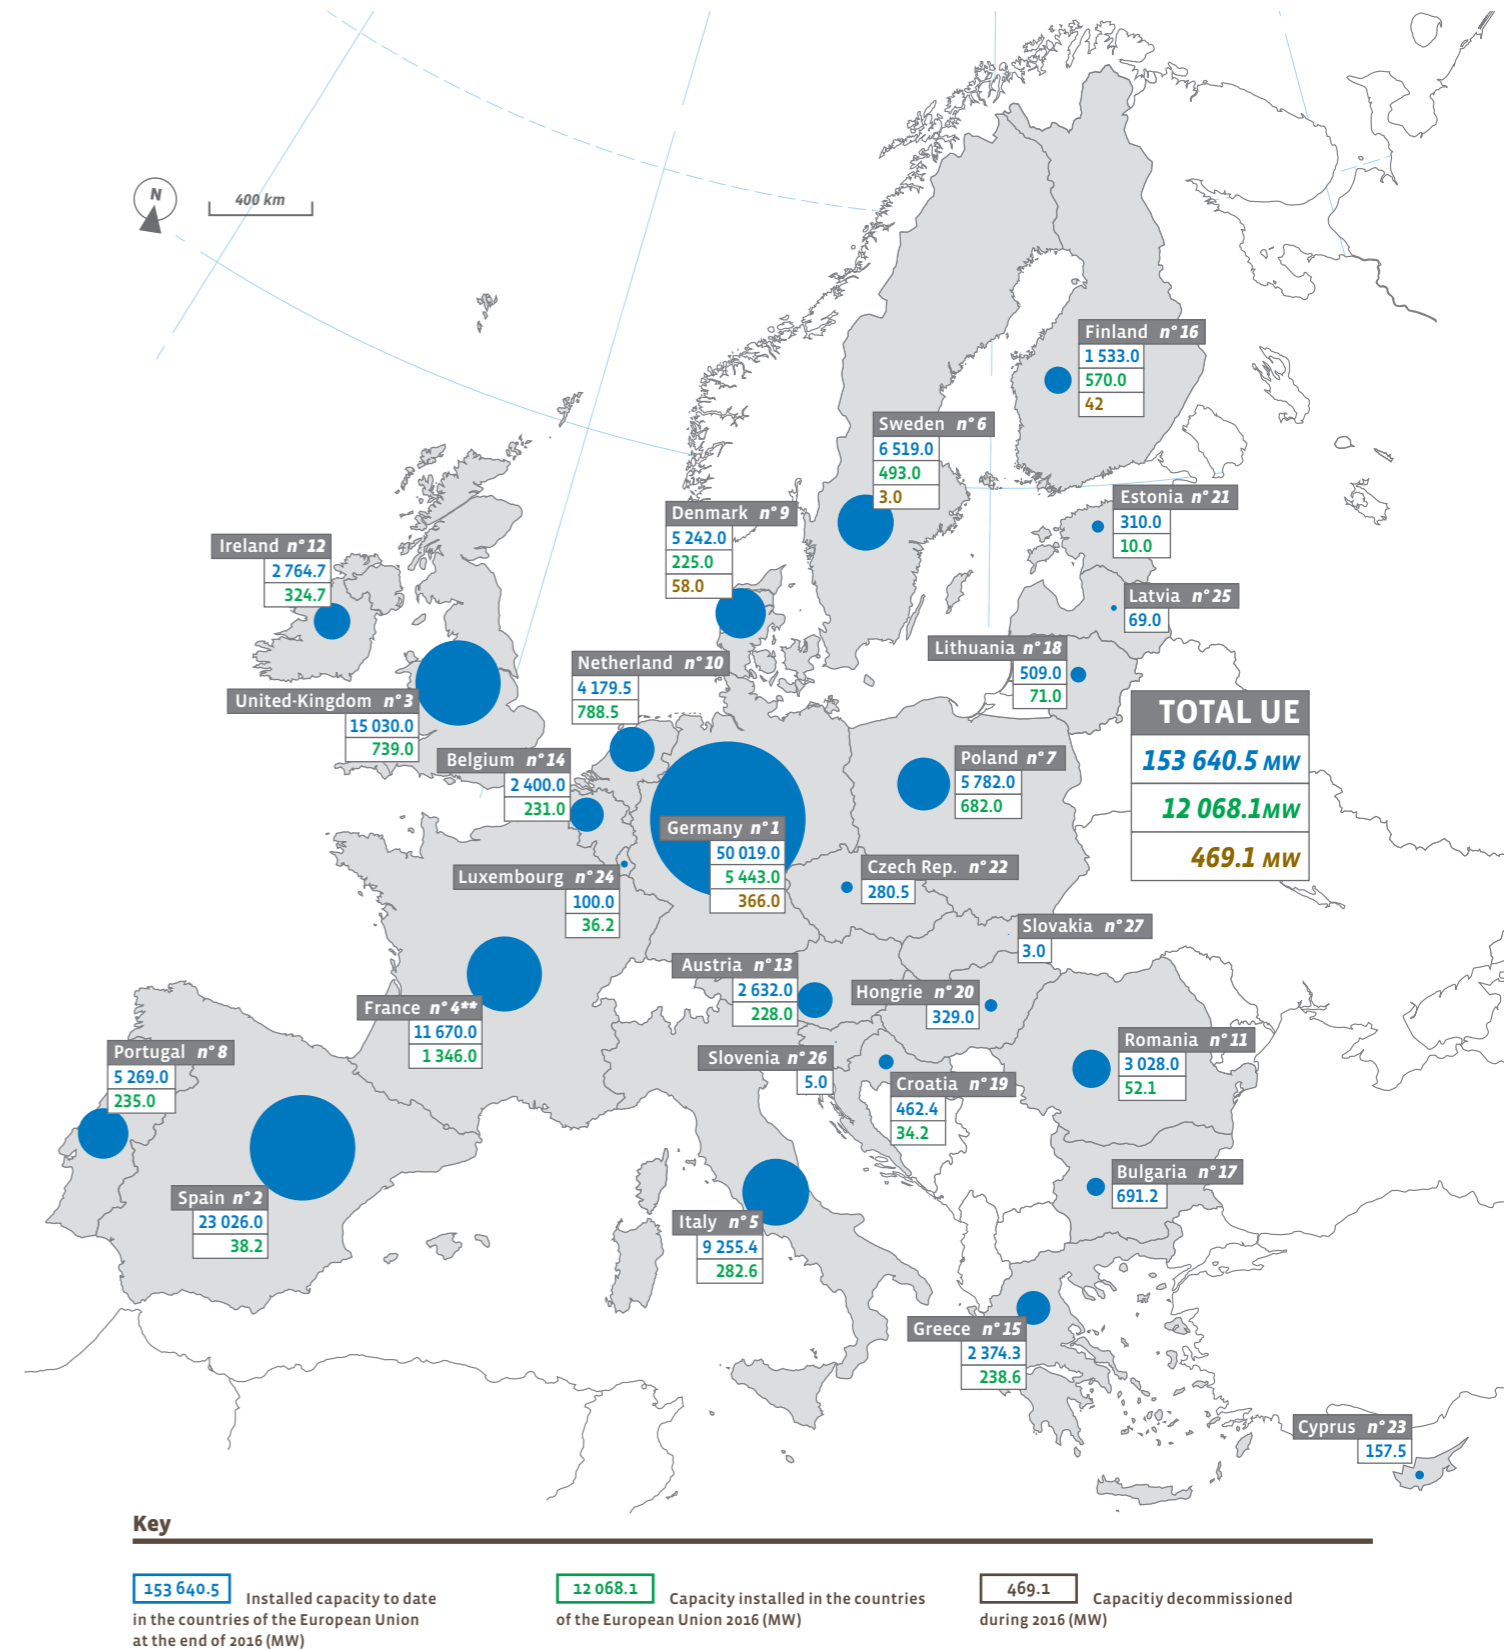 N
400 km
Finland n° 16
1 533.0
570.0
42
Sweden n° 6
6 519.0
493.0
3.0
Estonia n° 21
310.0
10.0
Denmark n° 9
5 242.0
225.0
58.0
Ireland n° 12
2 764.7
324.7
Latvia n° 25
69.0
Lithuania n° 18
509.0
71.0
Netherland n° 10
4 179.5
788.5
United-Kingdom n° 3
15 030.0
739.0
TOTAL UE
153 640.5 MW
12 068.1MW
469.1 MW
Belgium n° 14
2 400.0
231.0
Poland n° 7
5 782.0
682.0
Germany n° 1
50 019.0
5 443.0
366.0
Czech Rep. n° 22
280.5
Luxembourg n° 24
100.0
36.2
Slovakia n° 27
3.0
Austria n° 13
2 632.0
228.0
Hongrie n° 20
329.0
France n° 4**
11 670.0
1 346.0
Romania n° 11
3 028.0
52.1
Portugal n° 8
5 269.0
235.0
Slovenia n° 26
5.0
Croatia n° 19
462.4
34.2
Bulgaria n° 17
691.2
Spain n° 2
23 026.0
38.2
Italy n° 5
9 255.4
282.6
Greece n° 15
2 374.3
238.6
Cyprus n° 23
157.5
Key
153 640.5 Installed capacity to date
in the countries of the European Union
at the end of 2016 (MW)
12 068.1 Capacity installed in the countries
of the European Union 2016 (MW)
469.1 Capacitiy decommissioned
during 2016 (MW)